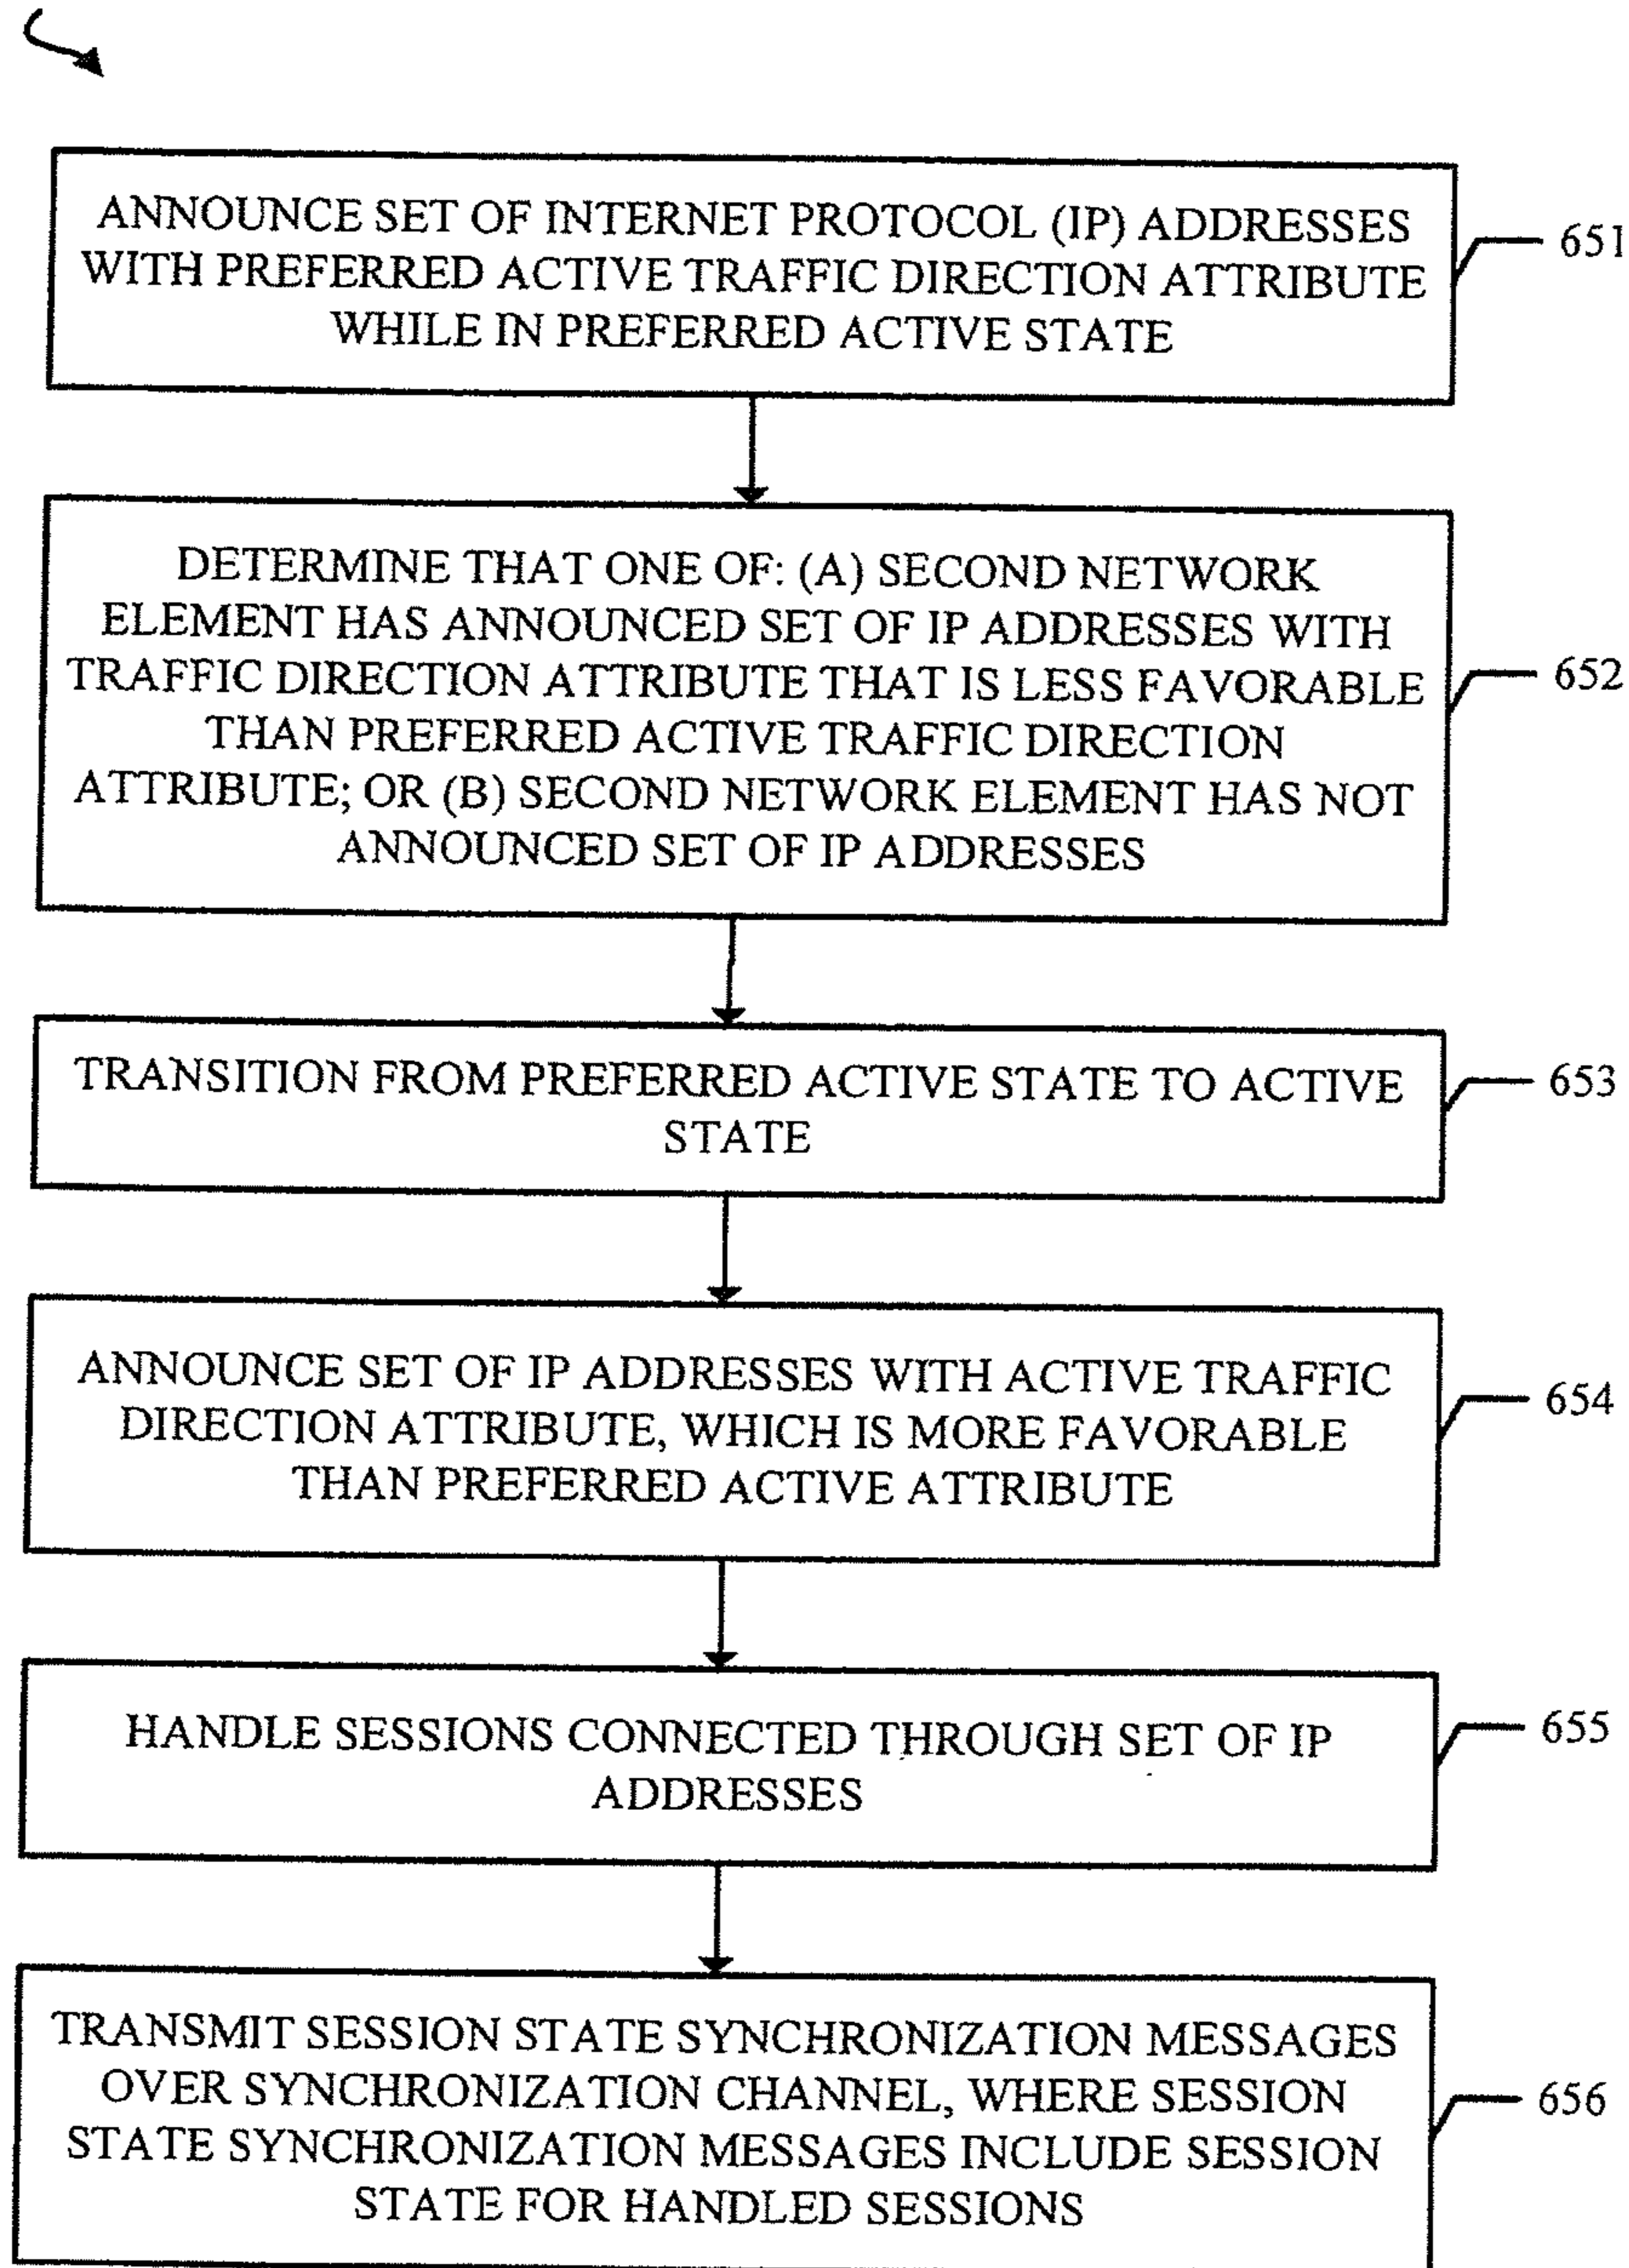 ANNOUNCE SET OF INTERNET PROTOCOL (IP) ADDRESSES
WITH PREFERRED ACTIVE TRAFFIC DIRECTION ATTRIBUTE
WHILE IN PREFERRED ACTIVE STATE
651
DETERMINE THAT ONE OF: (A) SECOND NETWORK
ELEMENT HAS ANNOUNCED SET OF IP ADDRESSES WITH
TRAFFIC DIRECTION ATTRIBUTE THAT IS LESS FAVORABLE
THAN PREFERRED ACTIVE TRAFFIC DIRECTION
ATTRIBUTE; OR (B) SECOND NETWORK ELEMENT HAS NOT
ANNOUNCED SET OF IP ADDRESSES
652
TRANSITION FROM PREFERRED ACTIVE STATE TO ACTIVE
STATE
653
ANNOUNCE SET OF IP ADDRESSES WITH ACTIVE TRAFFIC
DIRECTION ATTRIBUTE, WHICH IS MORE FAVORABLE
THAN PREFERRED ACTIVE ATTRIBUTE
654
HANDLE SESSIONS CONNECTED THROUGH SET OF IP
ADDRESSES
655
TRANSMIT SESSION STATE SYNCHRONIZATION MESSAGES
OVER SYNCHRONIZATION CHANNEL, WHERE SESSION
STATE SYNCHRONIZATION MESSAGES INCLUDE SESSION
STATE FOR HANDLED SESSIONS
656